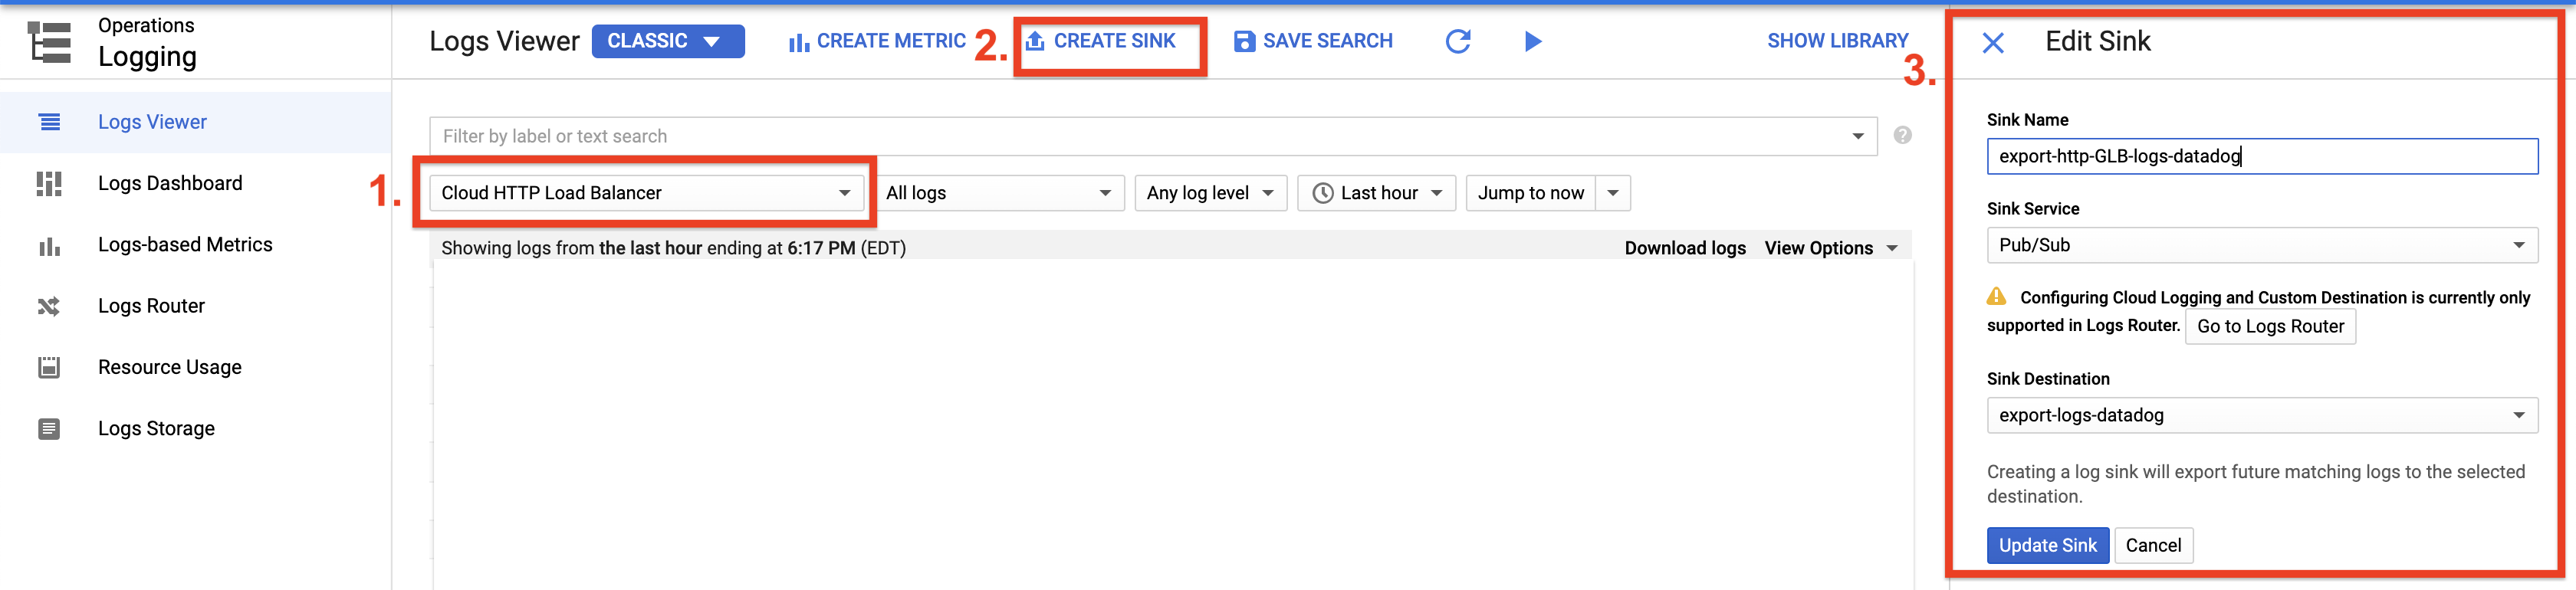 Operations
Logging
Logs Viewer
Logs Dashboard
Logs-based Metrics
Logs Router
Resource Usage
Logs Storage
Logs Viewer CLASSIC CREATE METRIC 2. CREATE SINK SAVE SEARCH SHOW LIBRARY
Filter by label or text search ?
1. Cloud HTTP Load Balancer All logs Any log level Last hour Jump to now
Showing logs from the last hour ending at 6:17 PM (EDT) Download logs View Options
3.
Edit Sink
Sink Name
export-http-GLB-logs-datadog
Sink Service
Pub/Sub
Configuring Cloud Logging and Custom Destination is currently only
supported in Logs Router. Go to Logs Router
Sink Destination
export-logs-datadog
Creating a log sink will export future matching logs to the selected
destination.
Update Sink Cancel